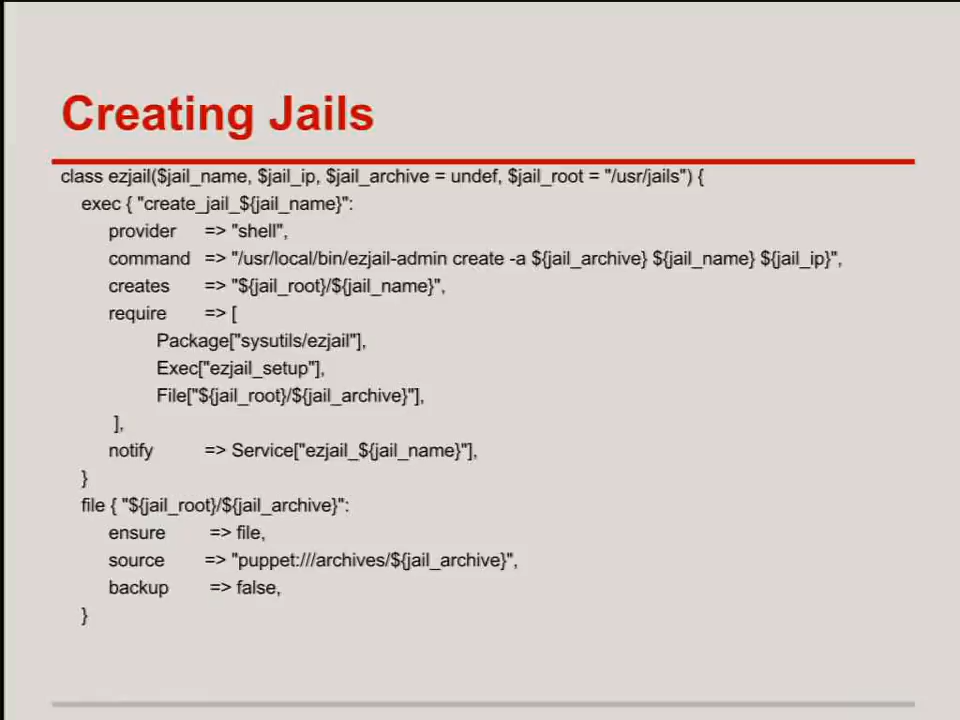 Creating Jails
class ezjail($jail_name, $jail_ip, $jail_archive = undef, $jail_root = "/usr/jails") {
exec { "create_jail_${jail_name}":
provider => "shell",
command => "/usr/local/bin/ezjail-admin create -a ${jail_archive} ${jail_name} ${jail_ip}",
creates => "${jail_root}/${jail_name}",
require => [
Package["sysutils/ezjail"],
Exec["ezjail_setup"],
File["${jail_root}/${jail_archive}"],
],
notify => Service["ezjail_${jail_name}"],
}
file { "${jail_root}/${jail_archive}":
ensure => file,
source => "puppet:///archives/${jail_archive}",
backup => false,
}